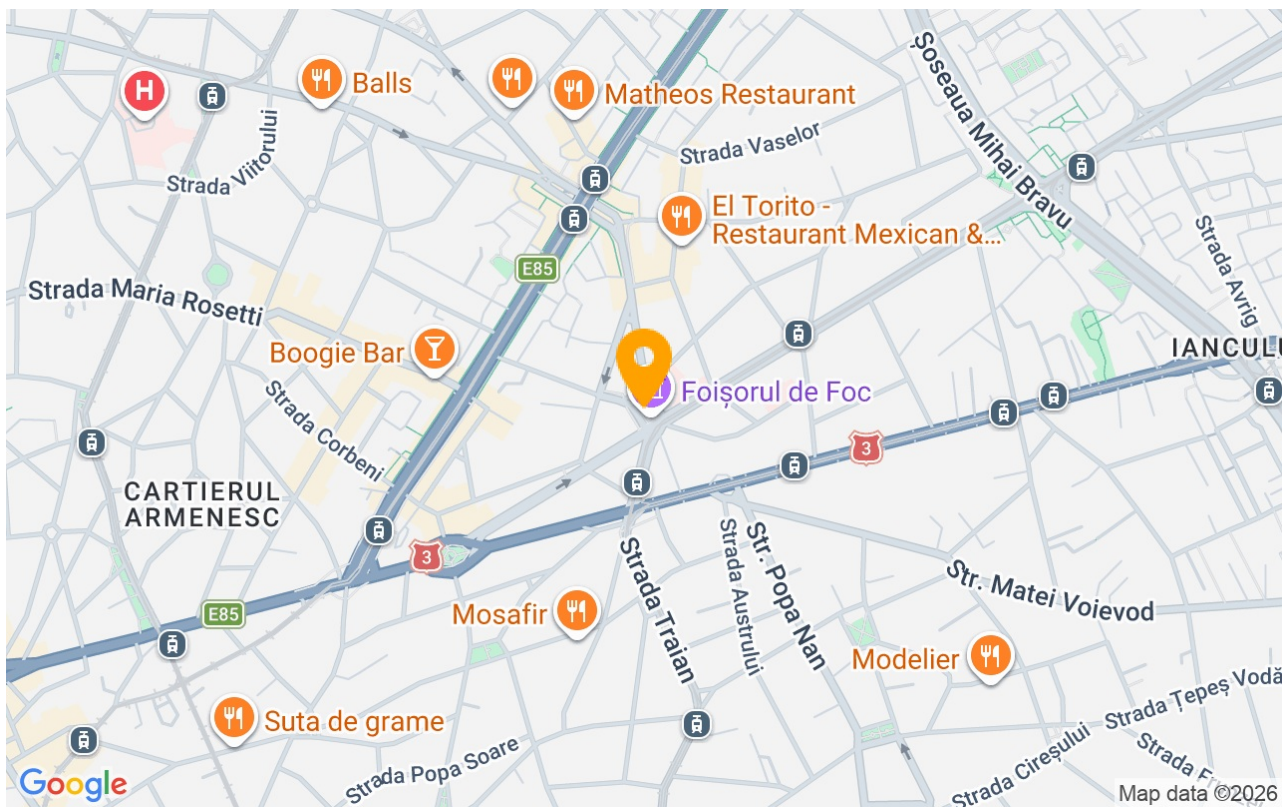 Balls
Matheos Restaurant
Șoseaua Mihai Bravu
H
Strada Vaselor
Strada Viitorului
El Torito -
Restaurant Mexican &...
Strada Avrig
E85
Strada Maria Rosetti
Boogie Bar
IANCULU
Foișorul de Foc
Strada Corbeni
3
CARTIERUL
ARMENESC
3
E85
Mosafir
Strada Traian
Strada Austrului
Str. Popa Nan
Str. Matei Voievod
Modelier
Suta de grame
Strada Popa Soare
Strada Țepeș Vodă
Strada Cireșului
Google
Map data ©2026